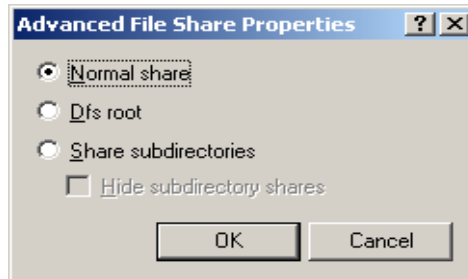 Advanced File Share Properties
Normal share
Dfs root
Share subdirectories
Hide subdirectory shares
OK Cancel